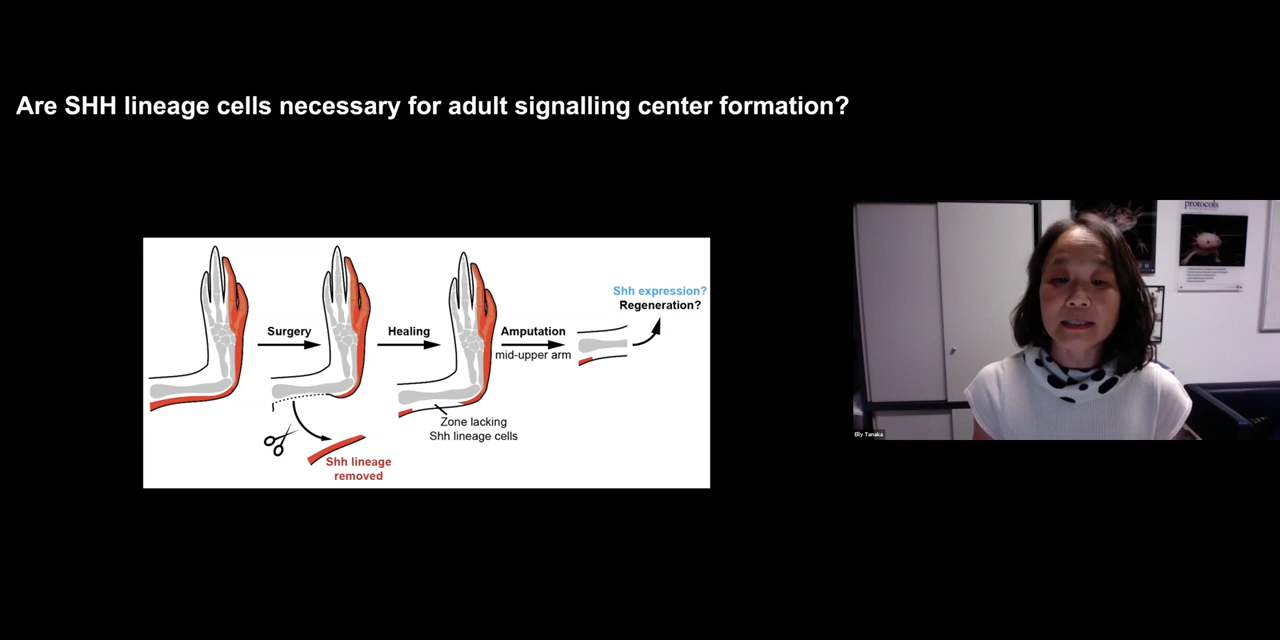 Are SHH lineage cells necessary for adult signalling center formation?
protocols
Shh expression?
Regeneration?
Surgery
Healing
Amputation
mid-upper arm
Zone lacking
Shh lineage cells
Shh lineage
removed
Elly Tanaka